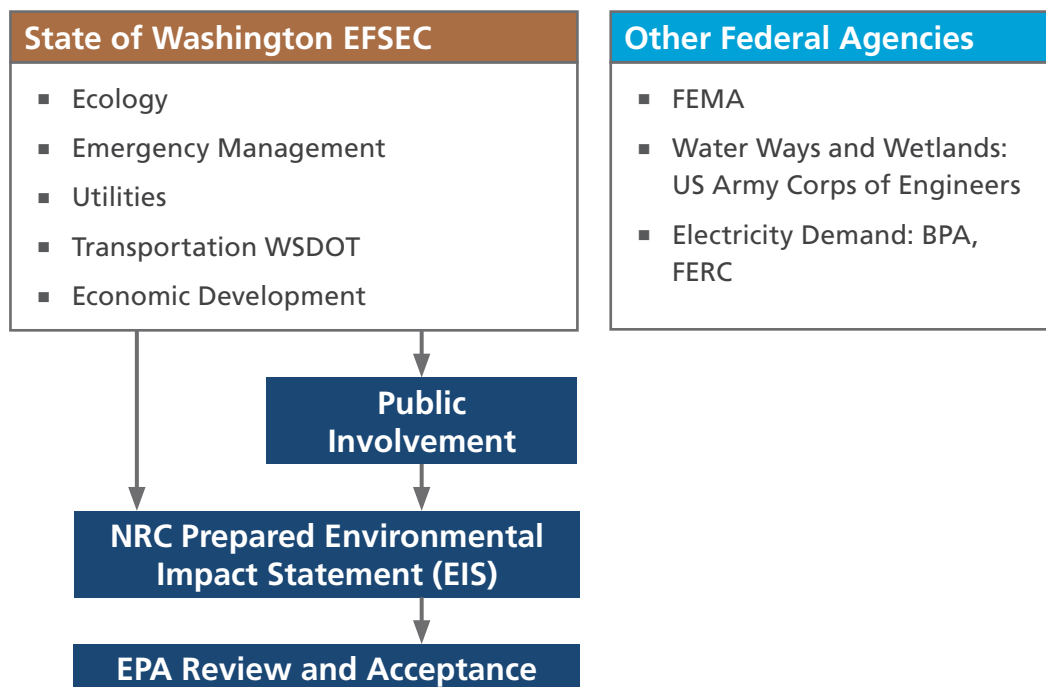 State of Washington EFSEC
Ecology
Emergency Management
Utilities
Transportation WSDOT
Economic Development
Other Federal Agencies
FEMA
Water Ways and Wetlands:
US Army Corps of Engineers
Electricity Demand: BPA,
FERC
Public
Involvement
NRC Prepared Environmental
Impact Statement (EIS)
EPA Review and Acceptance